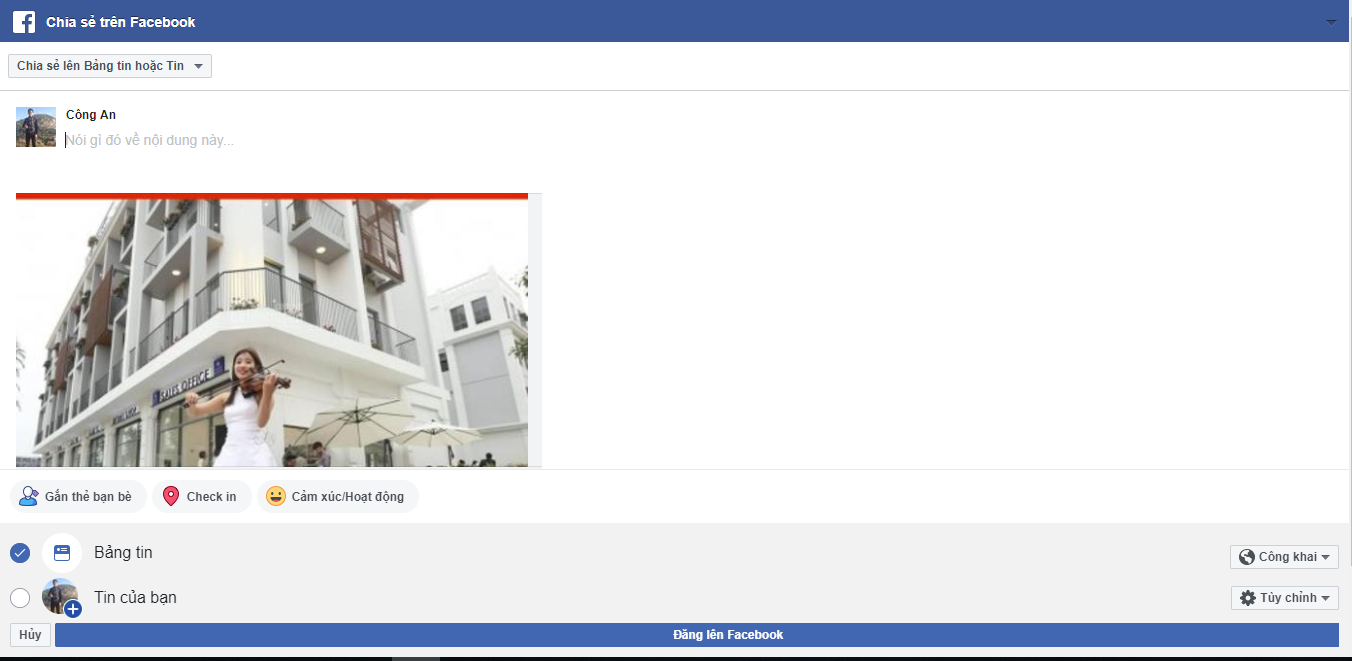 Chia sẻ trên Facebook
Chia sẻ lên Bảng tin hoặc Tin
Công An
Nói gì đó về nội dung này...
SALES OFFICE
Gắn thẻ bạn bè
Check in
Cảm xúc/Hoạt động
Bảng tin
Công khai
Tin của bạn
Tùy chỉnh
Hủy
Đăng lên Facebook